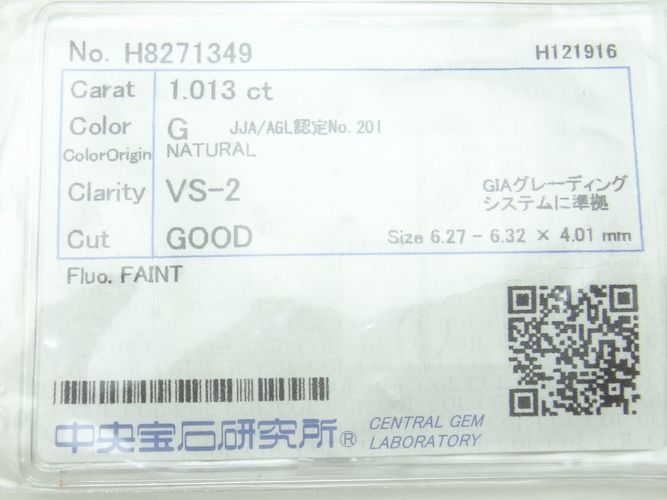 No. H8271349 H121916
Carat 1.013 ct
Color G JJA/AGL認定No.201
ColorOrigin NATURAL
Clarity VS-2 GIAグレーディング
システムに準拠
Cut GOOD Size 6.27 - 6.32 × 4.01 mm
Fluo. FAINT
中央宝石研究所® CENTRAL GEM
LABORATORY